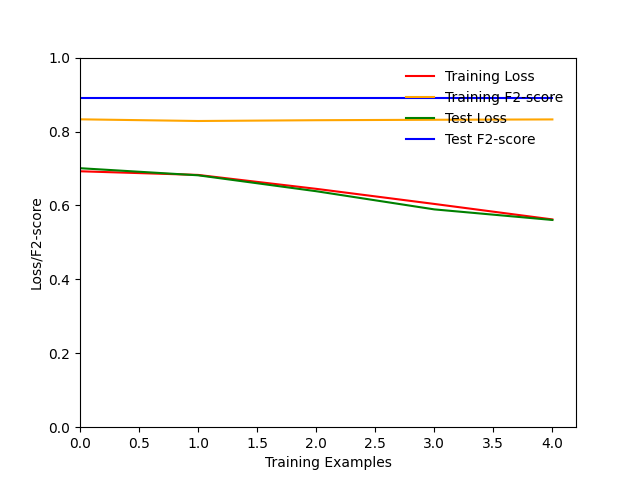 1.0
0.8
0.6
0.4
0.2
0.0
Loss/F2-score
Training Loss
Training F2-score
Test Loss
Test F2-score
0.0 0.5 1.0 1.5 2.0 2.5 3.0 3.5 4.0
Training Examples